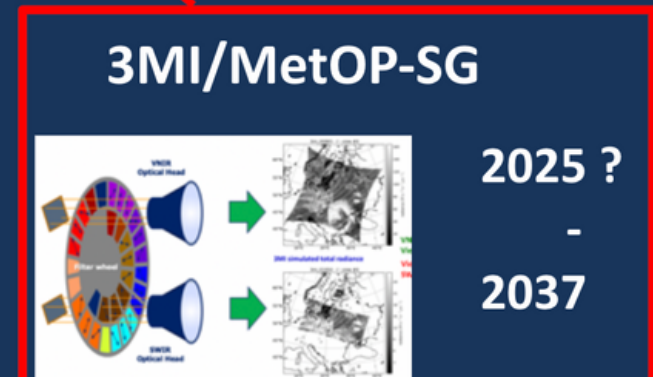 3MI/MetOP-SG
2025 ?
-
2037
VNIR
Optical Head
Filter wheel
3MI simulated total radiance
SWIR
Optical Head